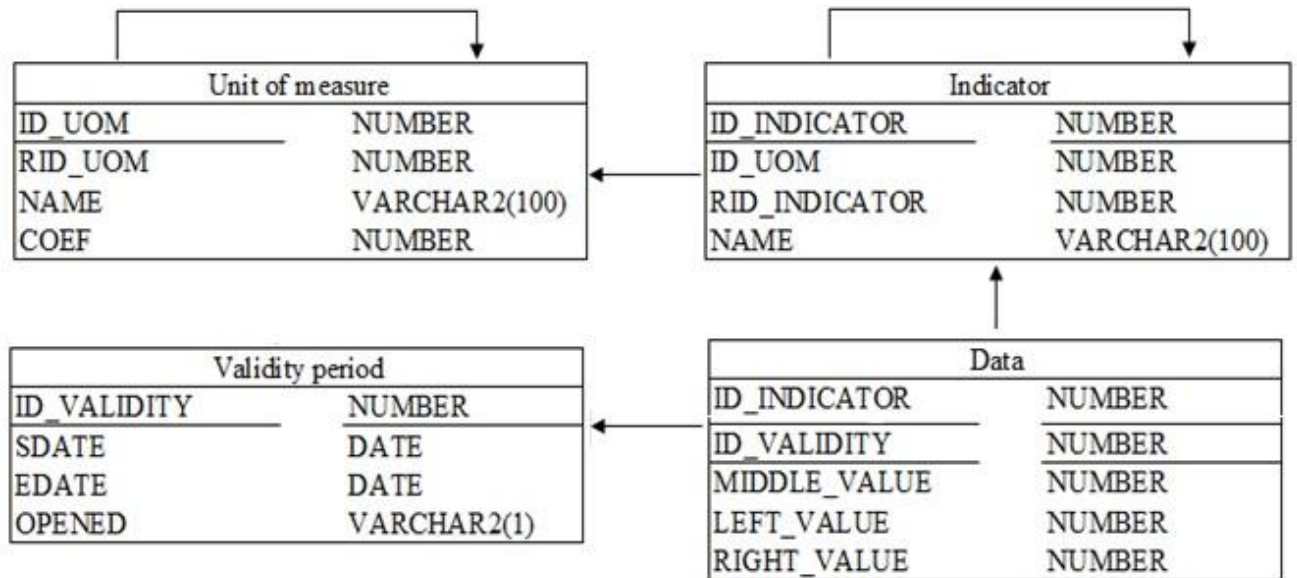 Unit of measure
ID_UOM NUMBER
RID_UOM NUMBER
NAME VARCHAR2(100)
COEF NUMBER
Indicator
ID_INDICATOR NUMBER
ID_UOM NUMBER
RID_INDICATOR NUMBER
NAME VARCHAR2(100)
Validity period
ID_VALIDITY NUMBER
SDATE DATE
EDATE DATE
OPENED VARCHAR2(1)
Data
ID_INDICATOR NUMBER
ID_VALIDITY NUMBER
MIDDLE_VALUE NUMBER
LEFT_VALUE NUMBER
RIGHT_VALUE NUMBER